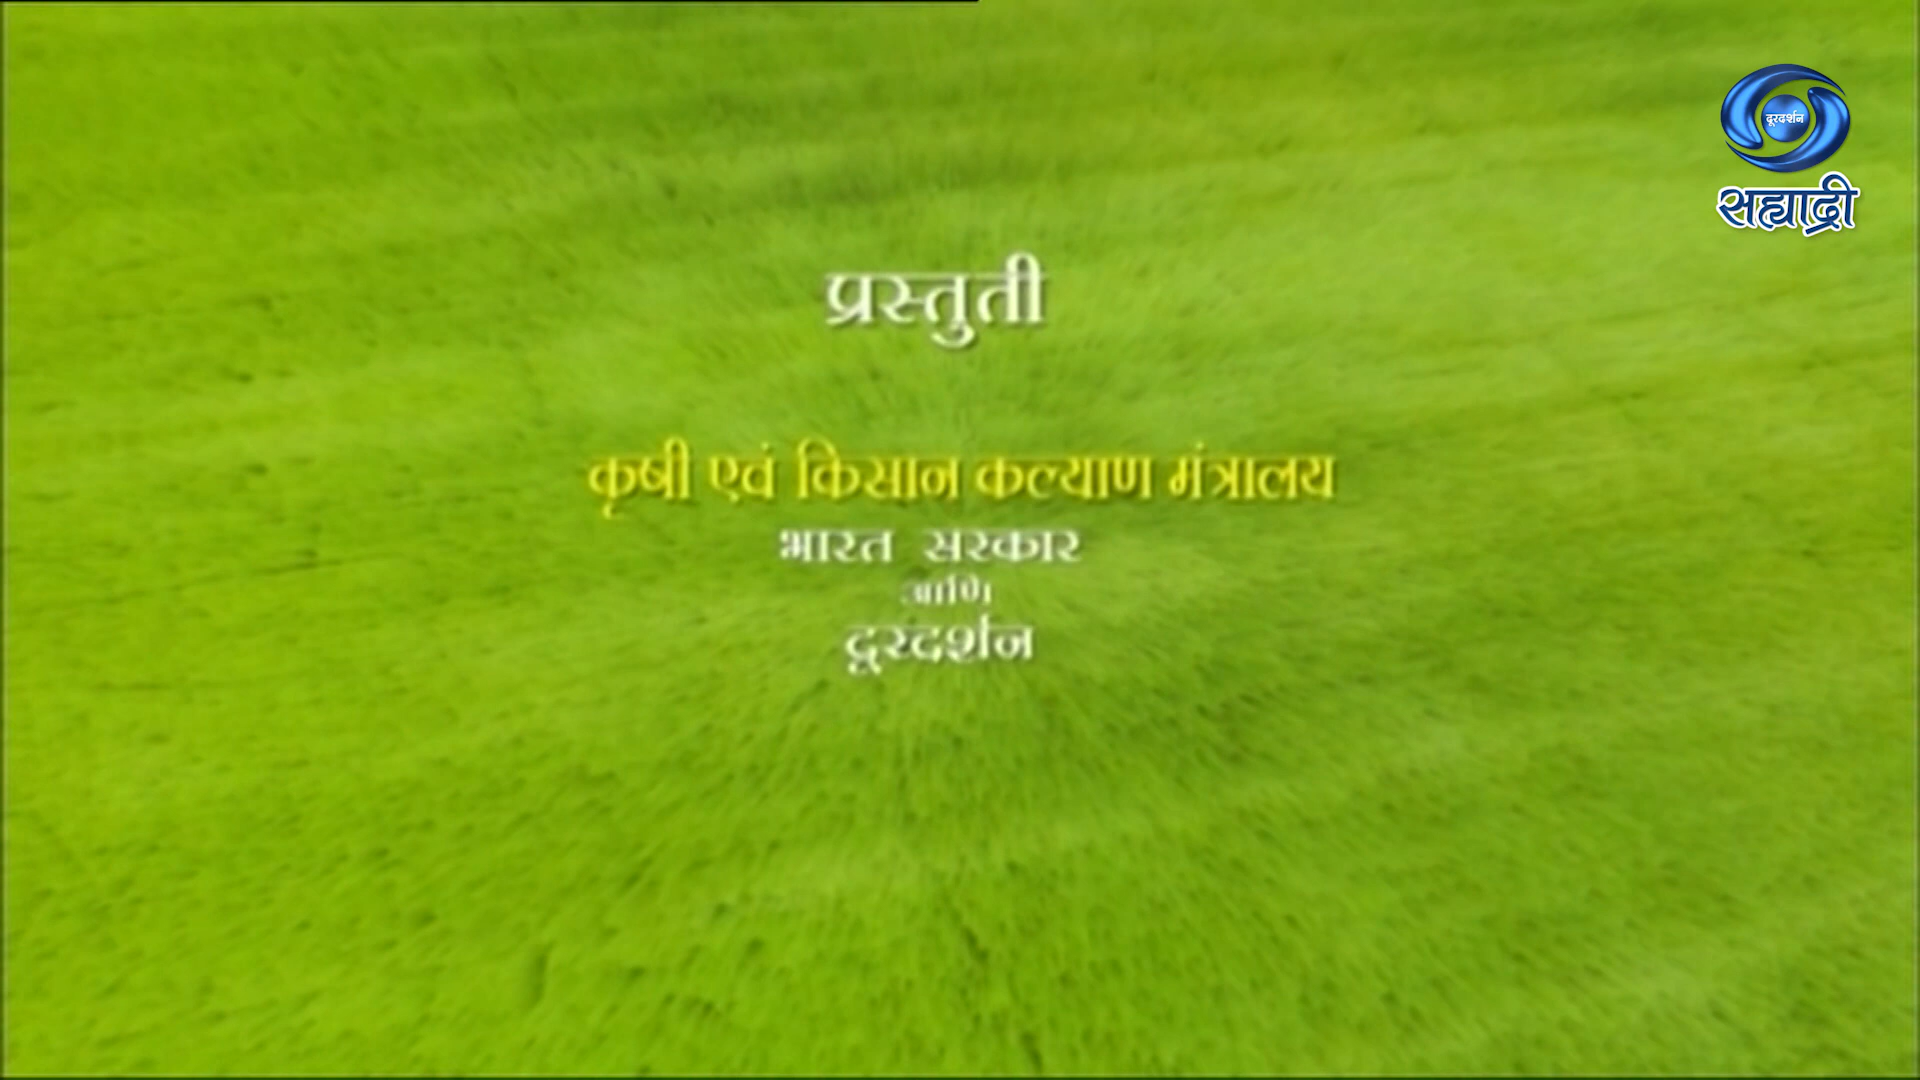 दूरदर्शन
सह्याद्री
प्रस्तुती
कृषी एवं किसान कल्याण मंत्रालय
भारत सरकार
आणि
दूरदर्शन